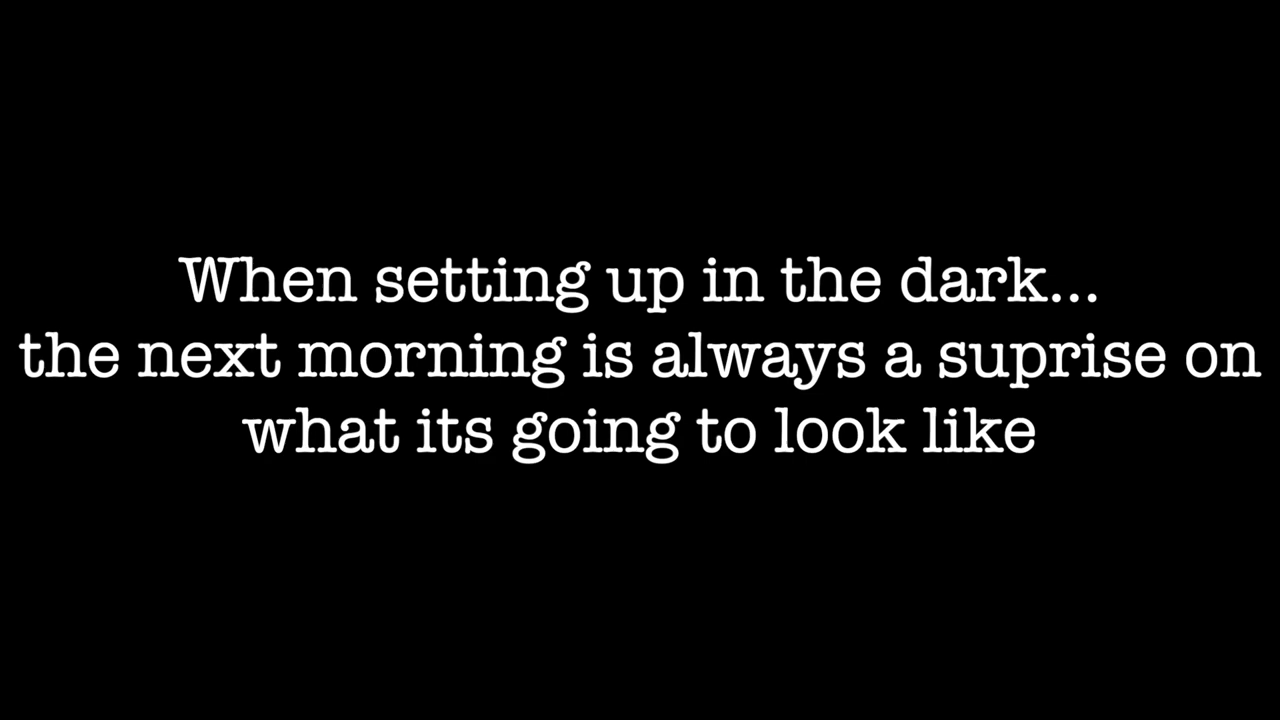 When setting up in the dark...
the next morning is always a suprise on
what its going to look like